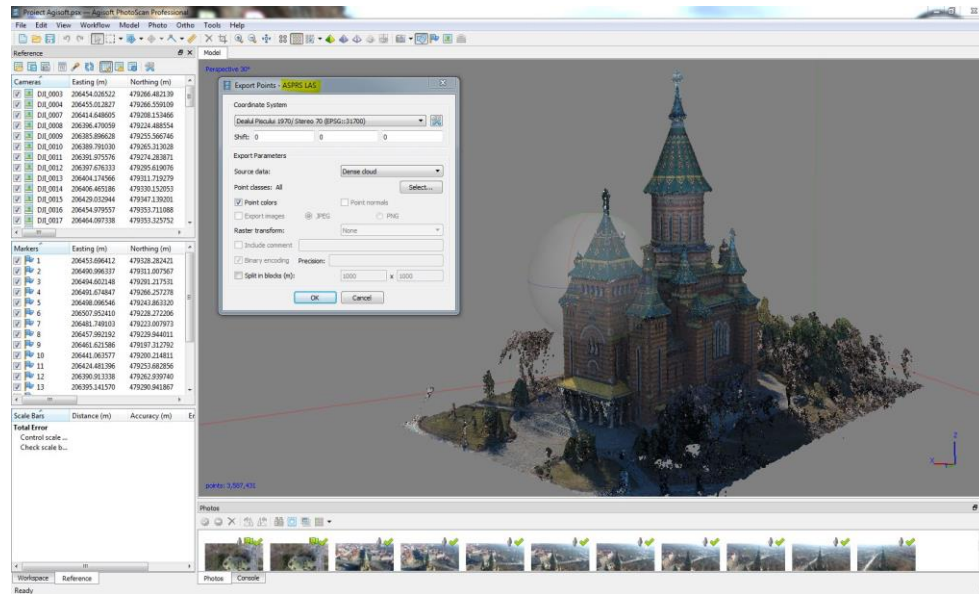 Project Agisoft.psx — Agisoft PhotoScan Professional
File Edit View Workflow Model Photo Ortho Tools Help
Reference
Model
Perspective 30°
Cameras Easting (m) Northing (m)
DJI_0003 206454.026522 479266.482139
DJI_0004 206455.012827 479266.559109
DJI_0007 206414.648605 479208.153466
DJI_0008 206396.470059 479224.488554
DJI_0009 206385.896628 479255.566746
DJI_0010 206389.791030 479265.313028
DJI_0011 206391.975576 479274.283871
DJI_0012 206397.676333 479295.619076
DJI_0013 206404.174566 479311.719279
DJI_0014 206406.465186 479330.152053
DJI_0015 206429.032944 479347.139201
DJI_0016 206454.979557 479353.711088
DJI_0017 206464.097338 479353.325752
Markers Easting (m) Northing (m)
1 206453.696412 479328.282421
2 206490.996337 479311.007567
3 206494.602148 479291.217531
4 206491.674847 479266.257278
5 206498.096546 479243.863320
6 206507.952410 479228.272206
7 206481.749103 479223.007973
8 206457.992192 479229.944011
9 206461.621586 479197.312792
10 206441.063577 479200.214811
11 206424.481396 479253.682856
12 206390.913338 479262.939740
13 206395.141570 479290.941867
Scale Bars Distance (m) Accuracy (m) Er
Total Error
Control scale ...
Check scale b...
Workspace Reference
Ready
Export Points - ASPRS LAS
Coordinate System
Dealul Piscului 1970/ Stereo 70 (EPSG::31700)
Shift: 0 0 0
Export Parameters
Source data: Dense cloud
Point classes: All Select...
Point colors Point normals
Export images JPEG PNG
Raster transform: None
Include comment
Binary encoding Precision:
Split in blocks (m): 1000 x 1000
OK Cancel
Z
X
points: 3,587,431
Photos
Photos Console